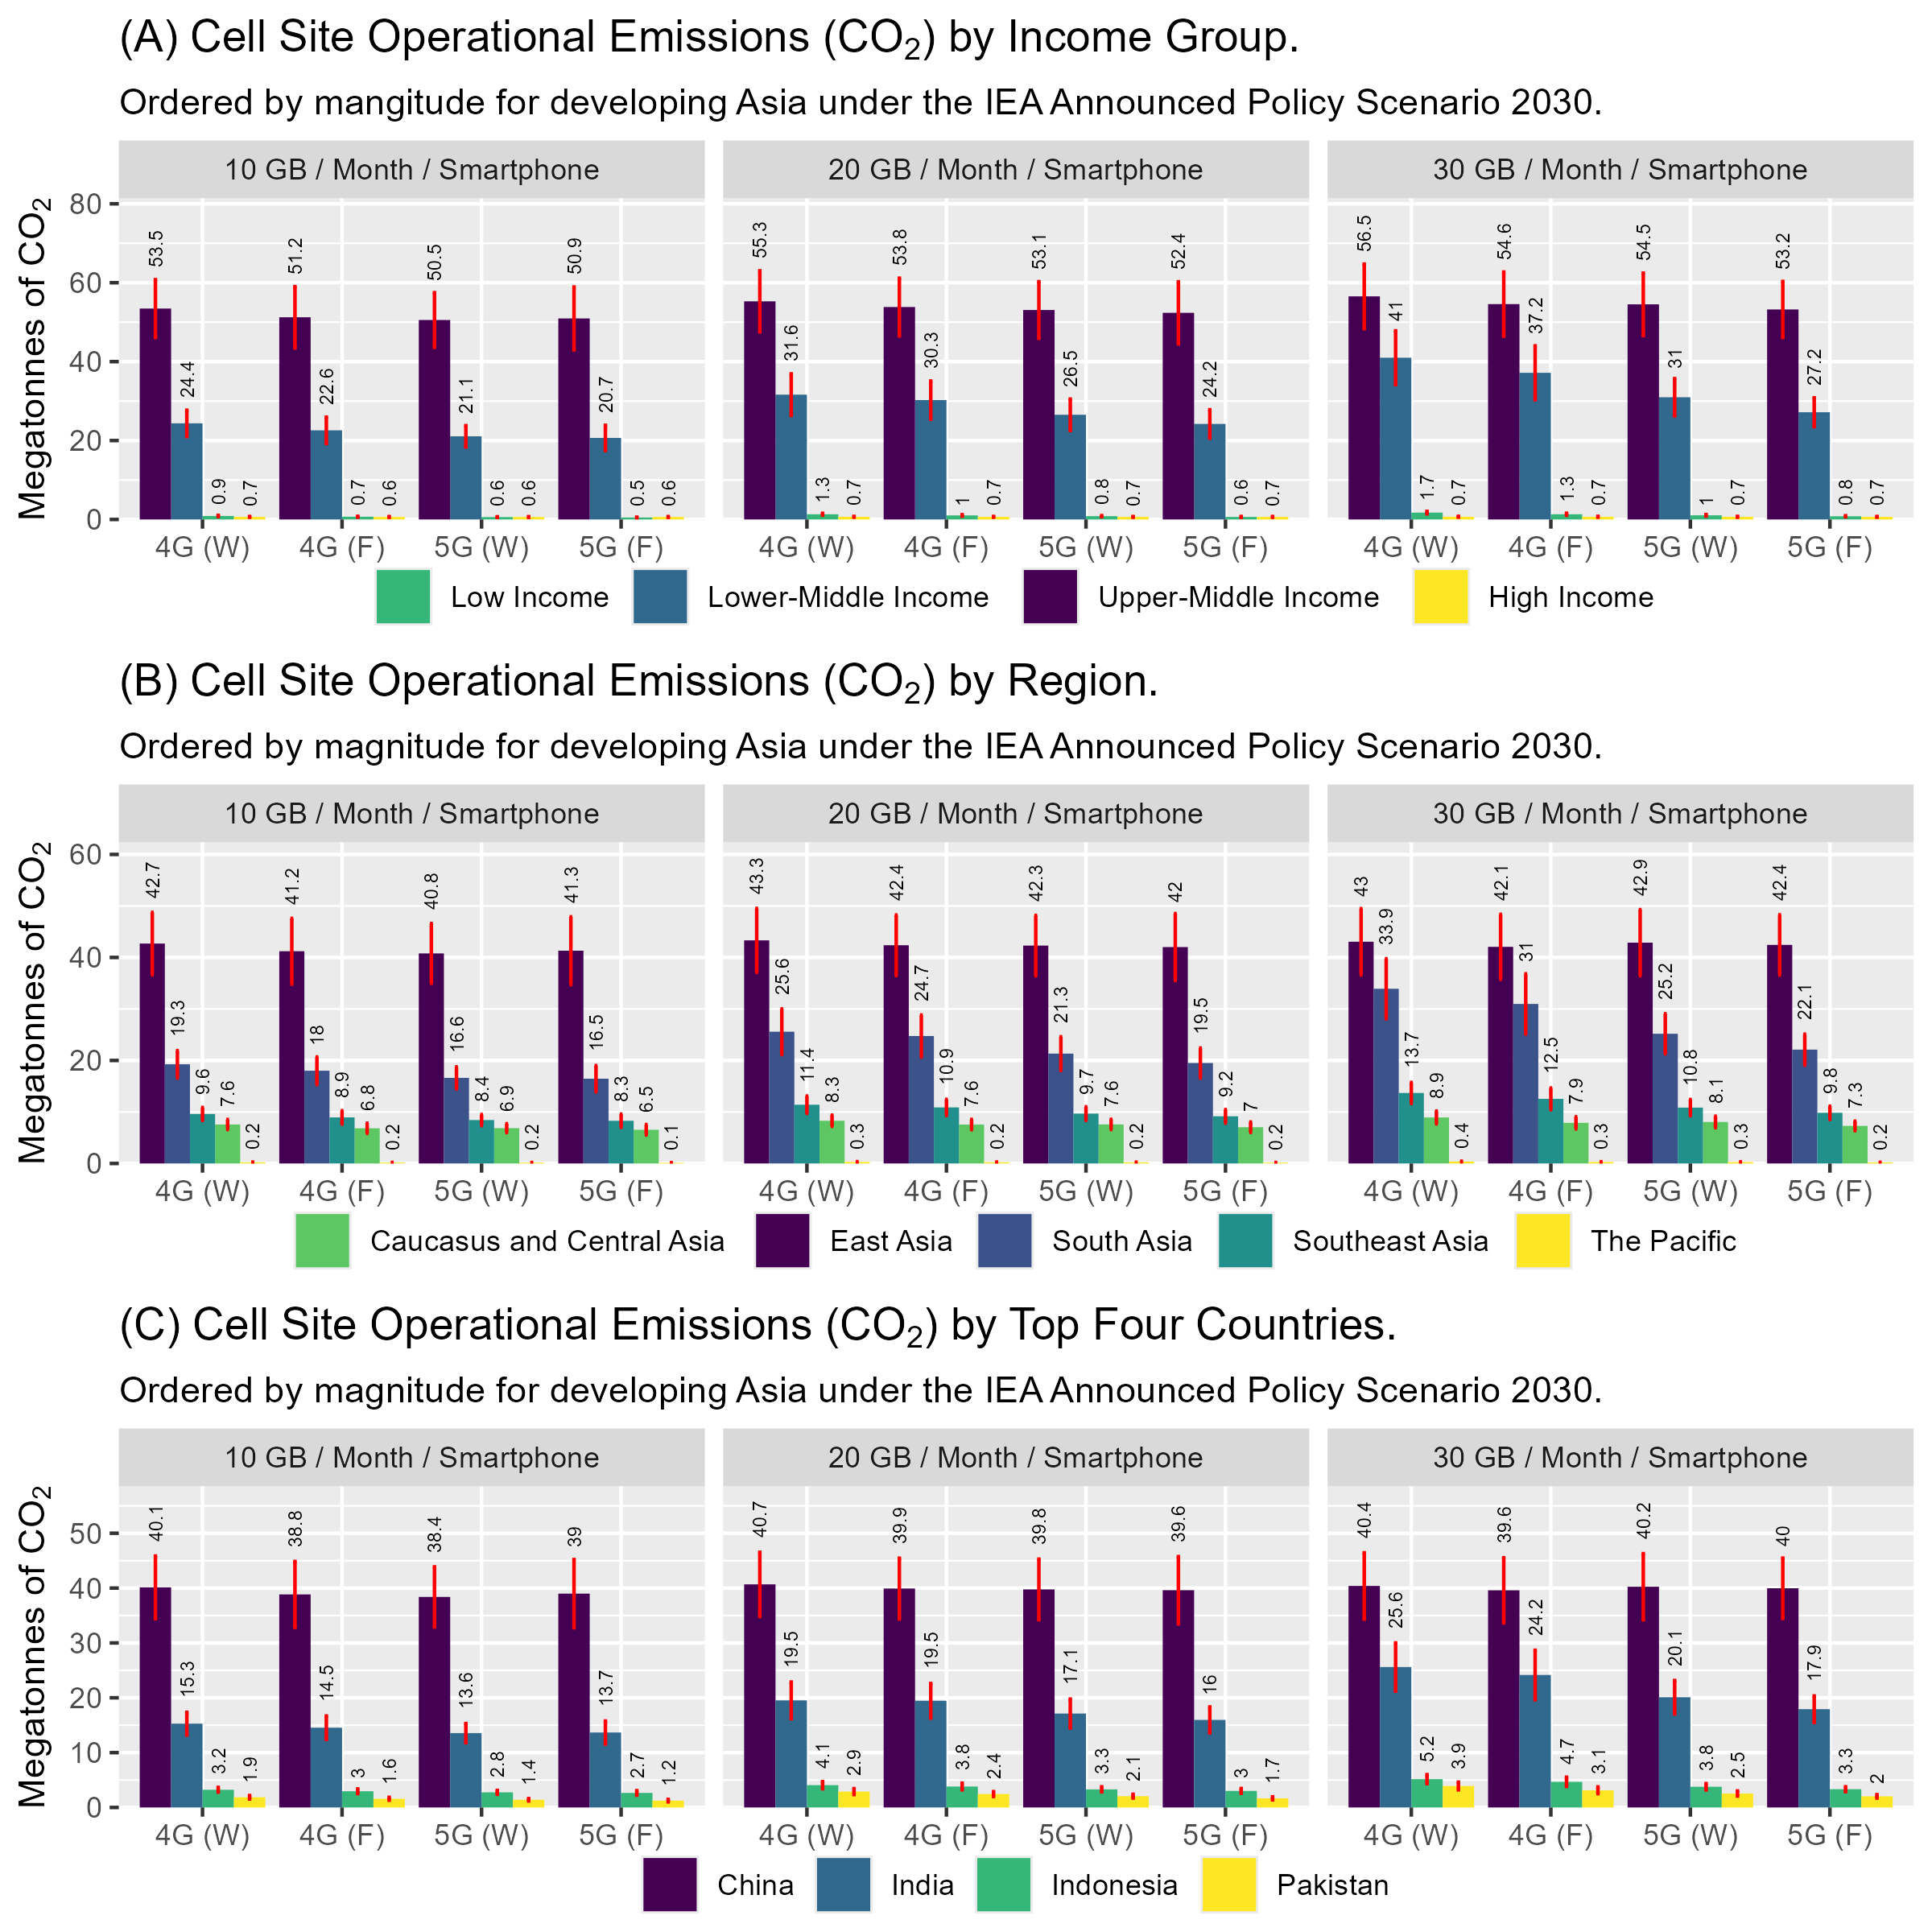 (A) Cell Site Operational Emissions (CO₂) by Income Group.
Ordered by mangitude for developing Asia under the IEA Announced Policy Scenario 2030.
10 GB / Month / Smartphone
20 GB / Month / Smartphone
30 GB / Month / Smartphone
Megatonnes of CO₂
80
60
40
20
0
53.5 24.4 0.9 0.7
51.2 22.6 0.7 0.6
50.5 21.1 0.6 0.6
50.9 20.7 0.5 0.6
55.3 31.6 1.3 0.7
53.8 30.3 1 0.7
53.1 26.5 0.8 0.7
52.4 24.2 0.6 0.7
56.5 41 1.7 0.7
54.6 37.2 1.3 0.7
54.5 31 1 0.7
53.2 27.2 0.8 0.7
4G (W) 4G (F) 5G (W) 5G (F)
4G (W) 4G (F) 5G (W) 5G (F)
4G (W) 4G (F) 5G (W) 5G (F)
Low Income Lower-Middle Income Upper-Middle Income High Income
(B) Cell Site Operational Emissions (CO₂) by Region.
Ordered by magnitude for developing Asia under the IEA Announced Policy Scenario 2030.
10 GB / Month / Smartphone
20 GB / Month / Smartphone
30 GB / Month / Smartphone
Megatonnes of CO₂
60
40
20
0
42.7 19.3 9.6 7.6 0.2
41.2 18 8.9 6.8 0.2
40.8 16.6 8.4 6.9 0.2
41.3 16.5 8.3 6.5 0.1
43.3 25.6 11.4 8.3 0.3
42.4 24.7 10.9 7.6 0.2
42.3 21.3 9.7 7.6 0.2
42 19.5 9.2 7 0.2
43 33.9 13.7 8.9 0.4
42.1 31 12.5 7.9 0.3
42.9 25.2 10.8 8.1 0.3
42.4 22.1 9.8 7.3 0.2
4G (W) 4G (F) 5G (W) 5G (F)
4G (W) 4G (F) 5G (W) 5G (F)
4G (W) 4G (F) 5G (W) 5G (F)
Caucasus and Central Asia East Asia South Asia Southeast Asia The Pacific
(C) Cell Site Operational Emissions (CO₂) by Top Four Countries.
Ordered by magnitude for developing Asia under the IEA Announced Policy Scenario 2030.
10 GB / Month / Smartphone
20 GB / Month / Smartphone
30 GB / Month / Smartphone
Megatonnes of CO₂
50
40
30
20
10
0
40.1 15.3 3.2 1.9
38.8 14.5 3 1.6
38.4 13.6 2.8 1.4
39 13.7 2.7 1.2
40.7 19.5 4.1 2.9
39.9 19.5 3.8 2.4
39.8 17.1 3.3 2.1
39.6 16 3 1.7
40.4 25.6 5.2 3.9
39.6 24.2 4.7 3.1
40.2 20.1 3.8 2.5
40 17.9 3.3 2
4G (W) 4G (F) 5G (W) 5G (F)
4G (W) 4G (F) 5G (W) 5G (F)
4G (W) 4G (F) 5G (W) 5G (F)
China India Indonesia Pakistan